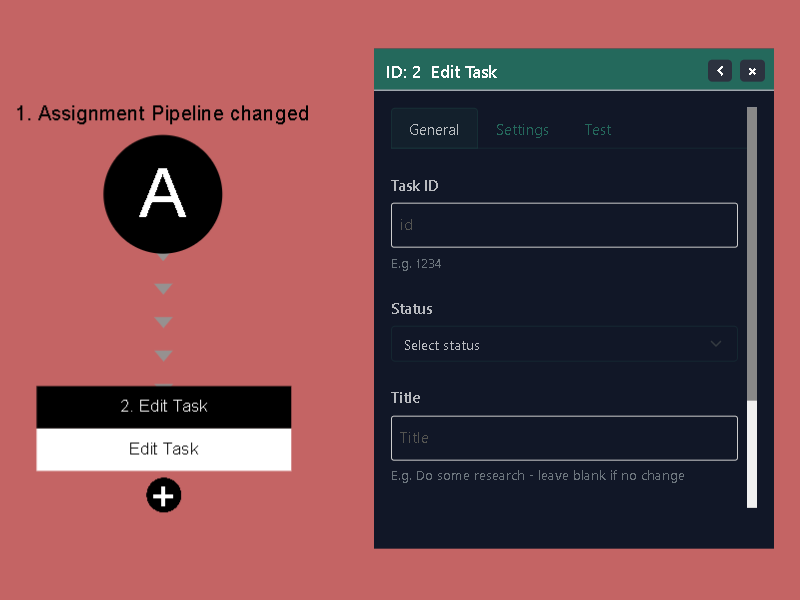 1. Assignment Pipeline changed
A
2. Edit Task
Edit Task
ID: 2 Edit Task
General Settings Test
Task ID
id
E.g. 1234
Status
Select status
Title
Title
E.g. Do some research - leave blank if no change